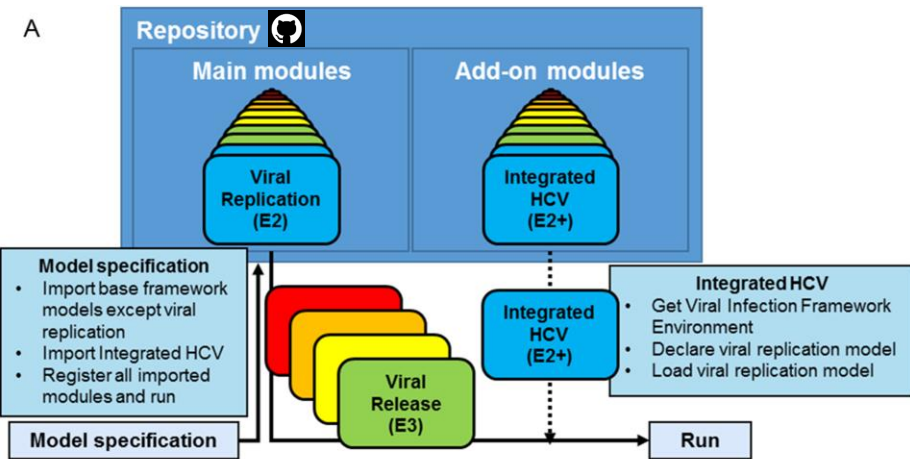 A
Repository
Main modules
Add-on modules
Viral
Replication
(E2)
Integrated
HCV
(E2+)
Model specification
• Import base framework
models except viral
replication
• Import Integrated HCV
• Register all imported
modules and run
Integrated
HCV
(E2+)
Integrated HCV
• Get Viral Infection Framework
Environment
• Declare viral replication model
• Load viral replication model
Viral
Release
(E3)
Model specification
Run